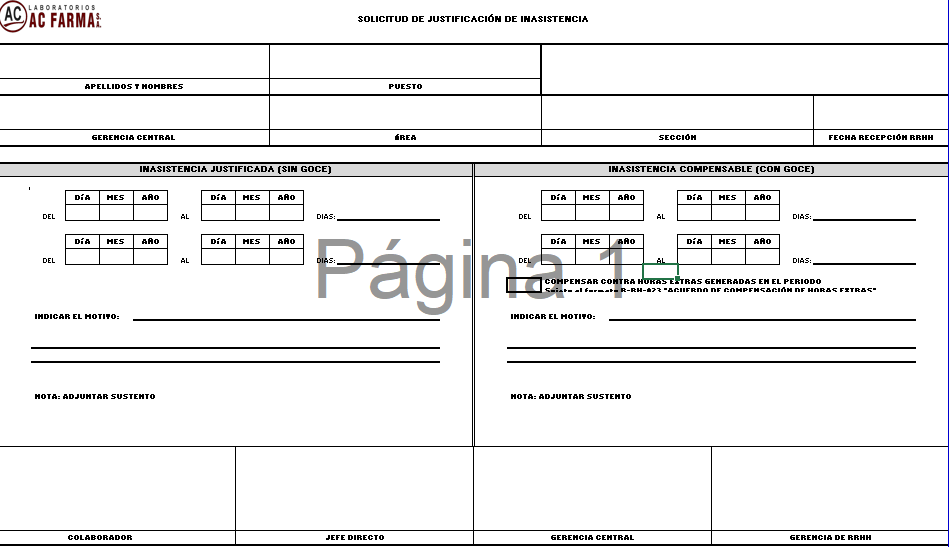 LABORATORIOS
AC AC FARMA S.A.
SOLICITUD DE JUSTIFICACIÓN DE INASISTENCIA
APELLIDOS Y NOMBRES PUESTO
GERENCIA CENTRAL ÁREA SECCIÓN FECHA RECEPCIÓN RRHH
INASISTENCIA JUSTIFICADA (SIN GOCE) INASISTENCIA COMPENSABLE (CON GOCE)
DÍA MES AÑO DÍA MES AÑO DÍA MES AÑO DÍA MES AÑO
DEL AL DIAS: DEL AL DIAS:
DÍA MES AÑO DÍA MES AÑO DÍA MES AÑO DÍA MES AÑO
DEL AL DIAS: DEL AL DIAS:
Página 1
COMPENSAR CONTRA HORAS EXTRAS GENERADAS EN EL PERIODO
Sujeto al formato R-RH-023 "ACUERDO DE COMPENSACIÓN DE HORAS EXTRAS"
INDICAR EL MOTIVO: INDICAR EL MOTIVO:
NOTA: ADJUNTAR SUSTENTO NOTA: ADJUNTAR SUSTENTO
COLABORADOR JEFE DIRECTO GERENCIA CENTRAL GERENCIA DE RRHH